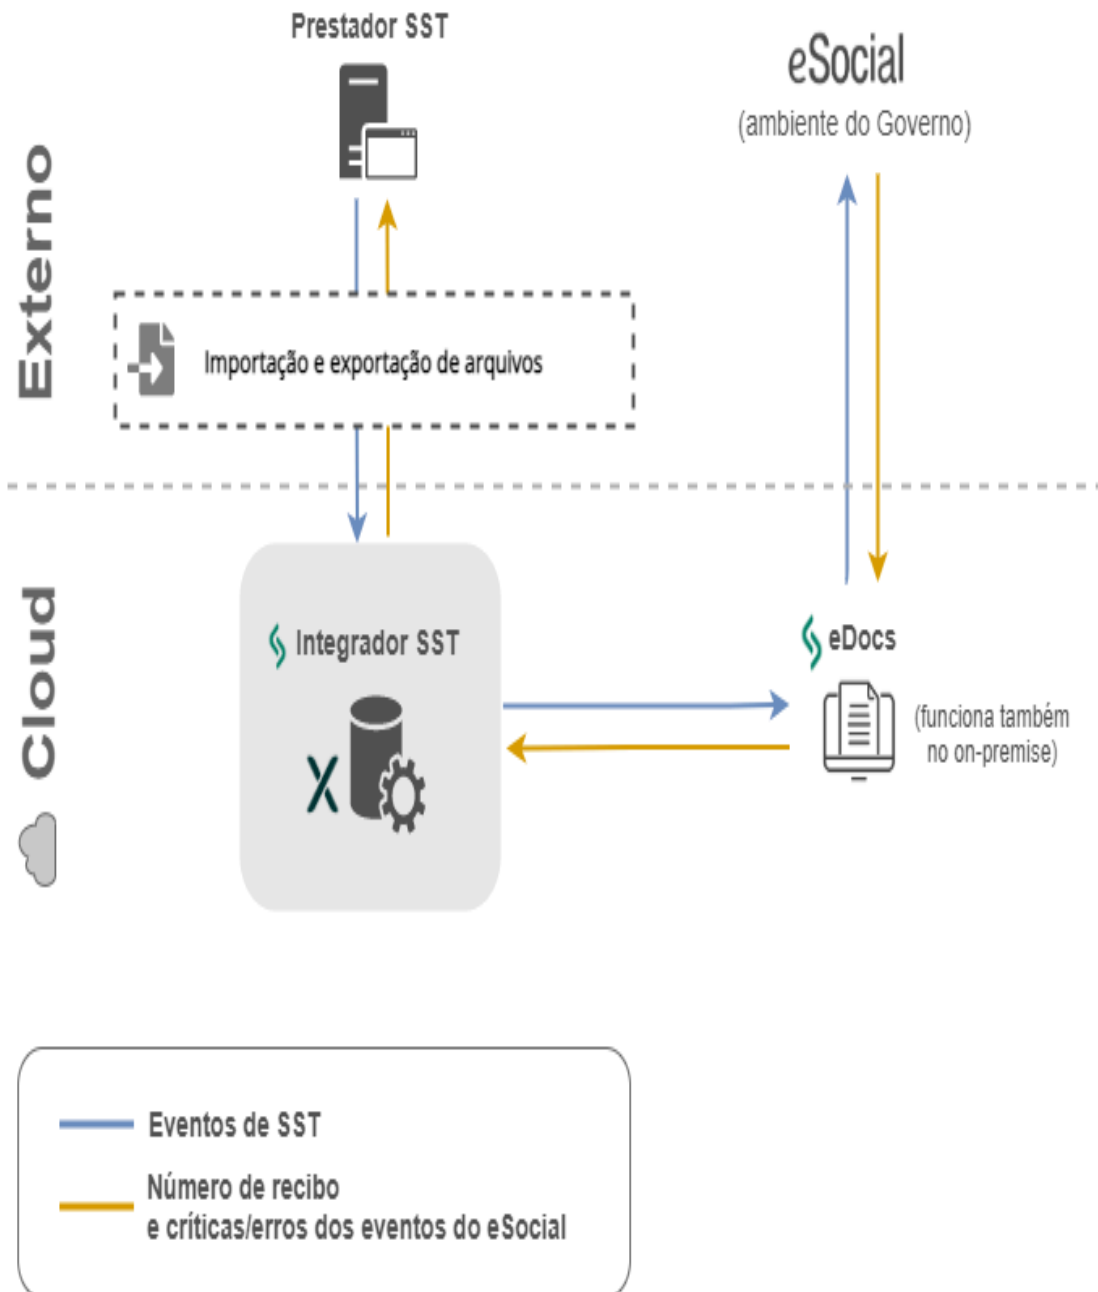 Prestador SST
eSocial
(ambiente do Governo)
Externo
Importação e exportação de arquivos
Cloud
Integrador SST
X
eDocs
(funciona também
no on-premise)
Eventos de SST
Número de recibo
e críticas/erros dos eventos do eSocial